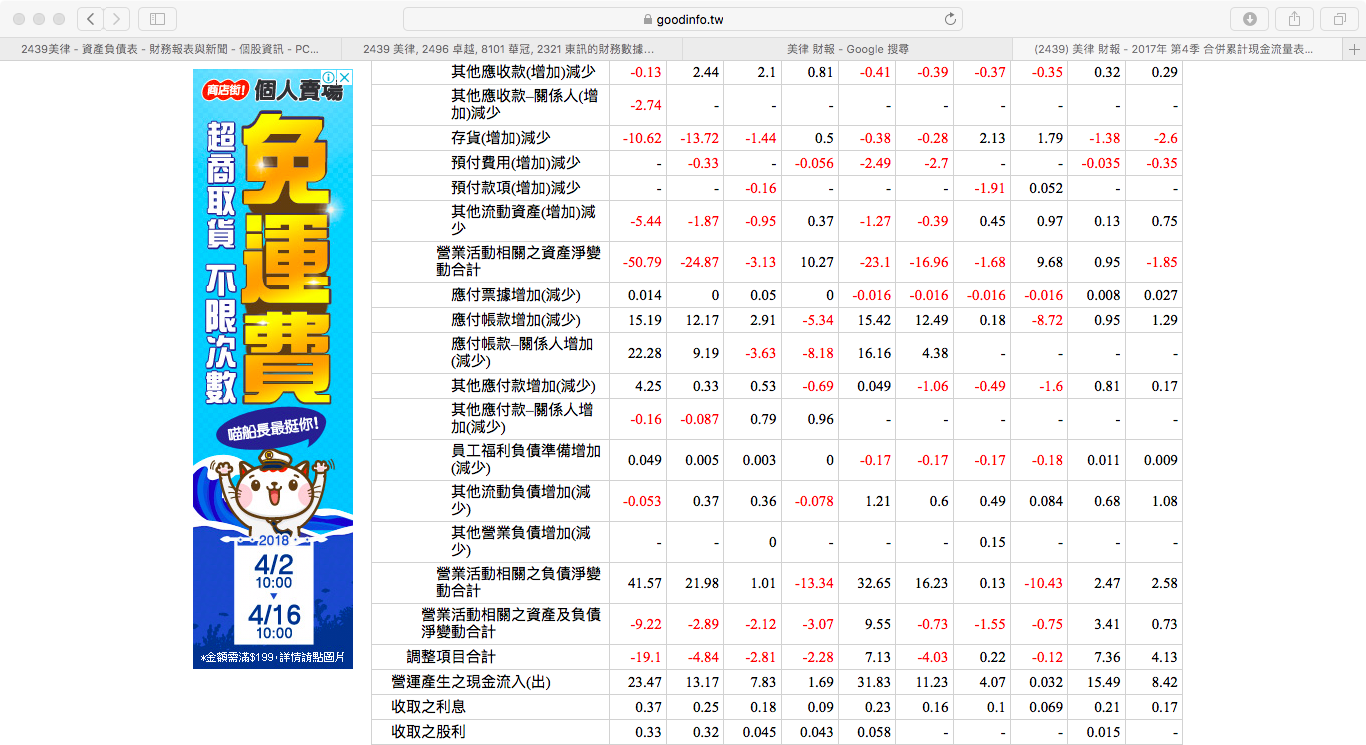 goodinfo.tw
2439美律 - 資產負債表 - 財務報表與新聞 - 個股資訊 - PC...
2439 美律, 2496 卓越, 8101 華冠, 2321 東訊的財務數據...
美律 財報 - Google 搜尋
(2439) 美律 財報 - 2017年 第4季 合併累計現金流量表...
商店街!
個人賣場
超商取貨 不限次數
免運費
喵船長最挺你!
2018
4/2
10:00
4/16
10:00
*金額需滿$199,詳情請點圖片
其他應收款(增加)減少 -0.13 2.44 2.1 0.81 -0.41 -0.39 -0.37 -0.35 0.32 0.29
其他應收款–關係人(增
加)減少 -2.74 - - - - - - - - -
存貨(增加)減少 -10.62 -13.72 -1.44 0.5 -0.38 -0.28 2.13 1.79 -1.38 -2.6
預付費用(增加)減少 - -0.33 - -0.056 -2.49 -2.7 - - -0.035 -0.35
預付款項(增加)減少 - - -0.16 - - - -1.91 0.052 - -
其他流動資產(增加)減
少 -5.44 -1.87 -0.95 0.37 -1.27 -0.39 0.45 0.97 0.13 0.75
營業活動相關之資產淨變
動合計 -50.79 -24.87 -3.13 10.27 -23.1 -16.96 -1.68 9.68 0.95 -1.85
應付票據增加(減少) 0.014 0 0.05 0 -0.016 -0.016 -0.016 -0.016 0.008 0.027
應付帳款增加(減少) 15.19 12.17 2.91 -5.34 15.42 12.49 0.18 -8.72 0.95 1.29
應付帳款–關係人增加
(減少) 22.28 9.19 -3.63 -8.18 16.16 4.38 - - - -
其他應付款增加(減少) 4.25 0.33 0.53 -0.69 0.049 -1.06 -0.49 -1.6 0.81 0.17
其他應付款–關係人增
加(減少) -0.16 -0.087 0.79 0.96 - - - - - -
員工福利負債準備增加
(減少) 0.049 0.005 0.003 0 -0.17 -0.17 -0.17 -0.18 0.011 0.009
其他流動負債增加(減
少) -0.053 0.37 0.36 -0.078 1.21 0.6 0.49 0.084 0.68 1.08
其他營業負債增加(減
少) - - 0 - - - 0.15 - - -
營業活動相關之負債淨變
動合計 41.57 21.98 1.01 -13.34 32.65 16.23 0.13 -10.43 2.47 2.58
營業活動相關之資產及負債
淨變動合計 -9.22 -2.89 -2.12 -3.07 9.55 -0.73 -1.55 -0.75 3.41 0.73
調整項目合計 -19.1 -4.84 -2.81 -2.28 7.13 -4.03 0.22 -0.12 7.36 4.13
營運產生之現金流入(出) 23.47 13.17 7.83 1.69 31.83 11.23 4.07 0.032 15.49 8.42
收取之利息 0.37 0.25 0.18 0.09 0.23 0.16 0.1 0.069 0.21 0.17
收取之股利 0.33 0.32 0.045 0.043 0.058 - - - 0.015 -